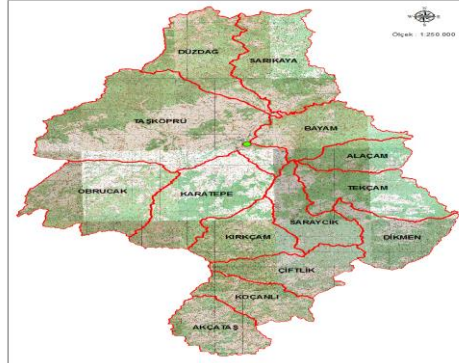 Ölçek : 1:250.000
DÜZDAĞ
SARIKAYA
TAŞKÖPRÜ
BAYAM
ALAÇAM
TEKÇAM
OBRUCAK
KARATEPE
SARAYCIK
KIRKÇAM
DİKMEN
ÇİFTLİK
KOÇANLI
AKÇATAŞ